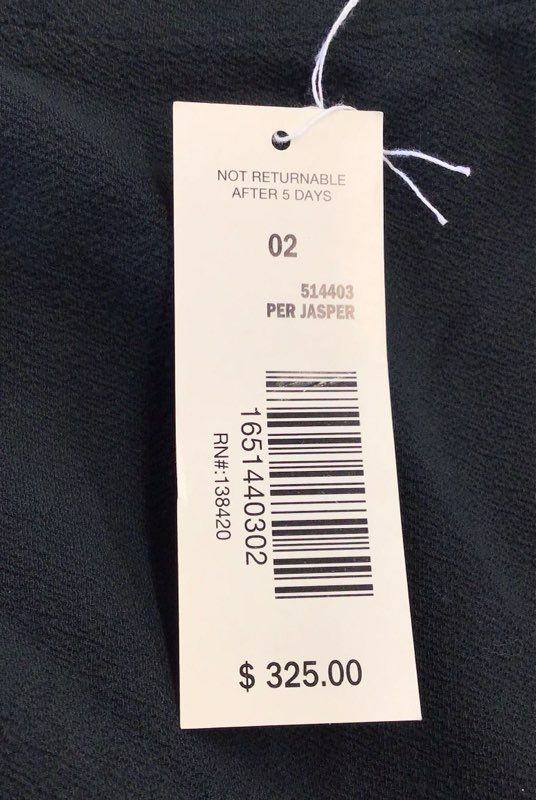 NOT RETURNABLE
AFTER 5 DAYS
02
514403
PER JASPER
1651440302
RN#:138420
$ 325.00